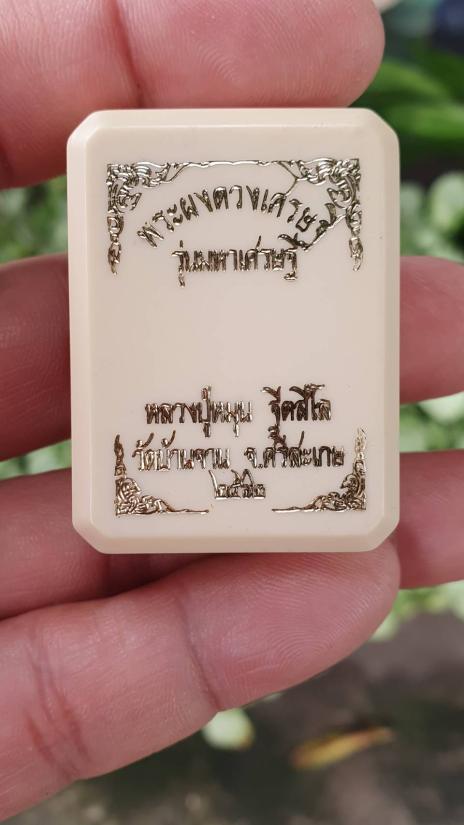 พระผงดวงเศรษฐี
รุ่นมหาเศรษฐี
หลวงปู่หมุน ฐิตสีโล
วัดบ้านจาน จ.ศรีสะเกษ
๒๕๔๒